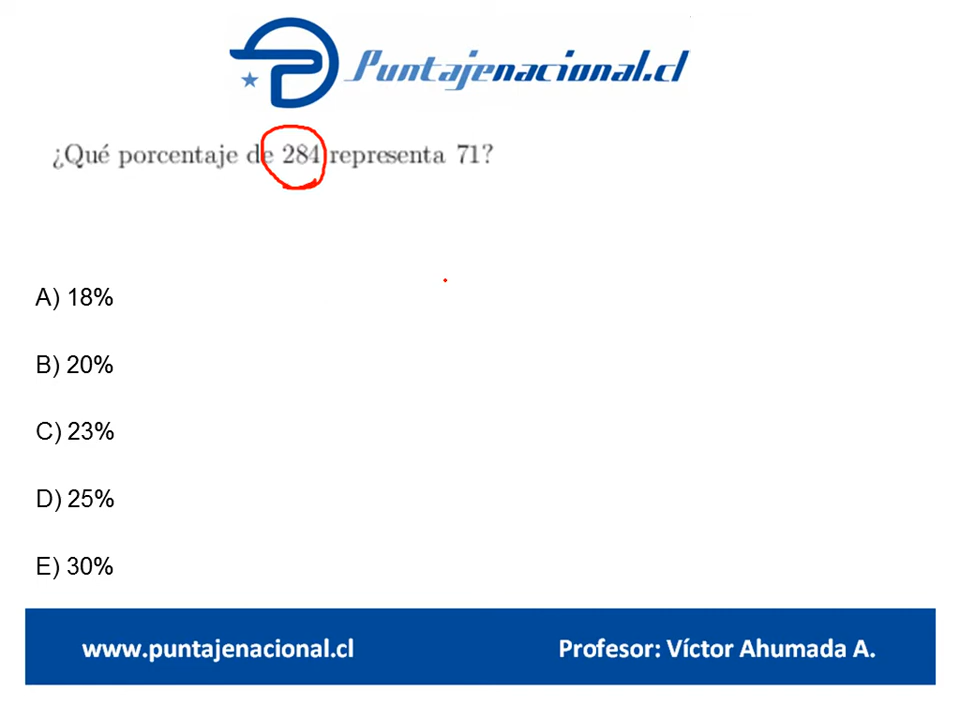 Puntajenacional.cl
¿Qué porcentaje de 284 representa 71?
A) 18%
B) 20%
C) 23%
D) 25%
E) 30%
www.puntajenacional.cl Profesor: Víctor Ahumada A.